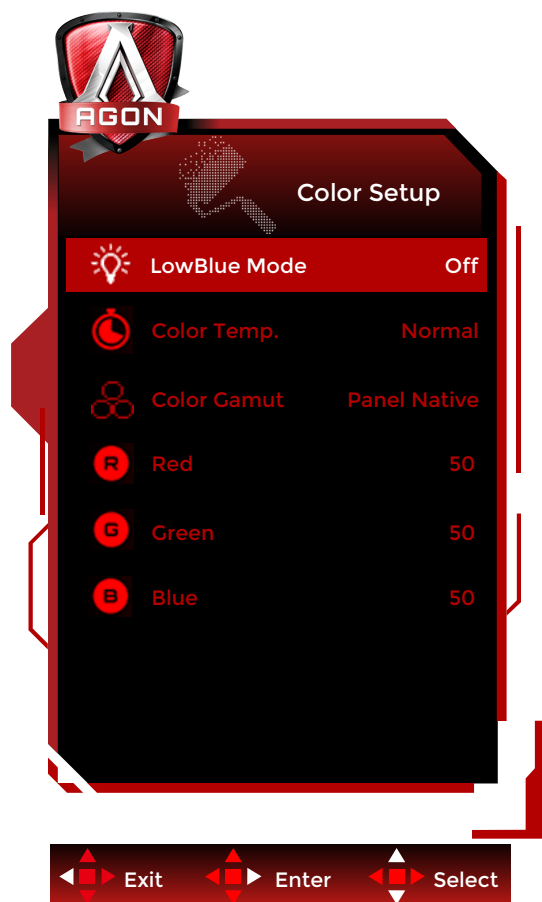 AGON
Color Setup
LowBlue Mode Off
Color Temp. Normal
Color Gamut Panel Native
R Red 50
G Green 50
B Blue 50
Exit Enter Select